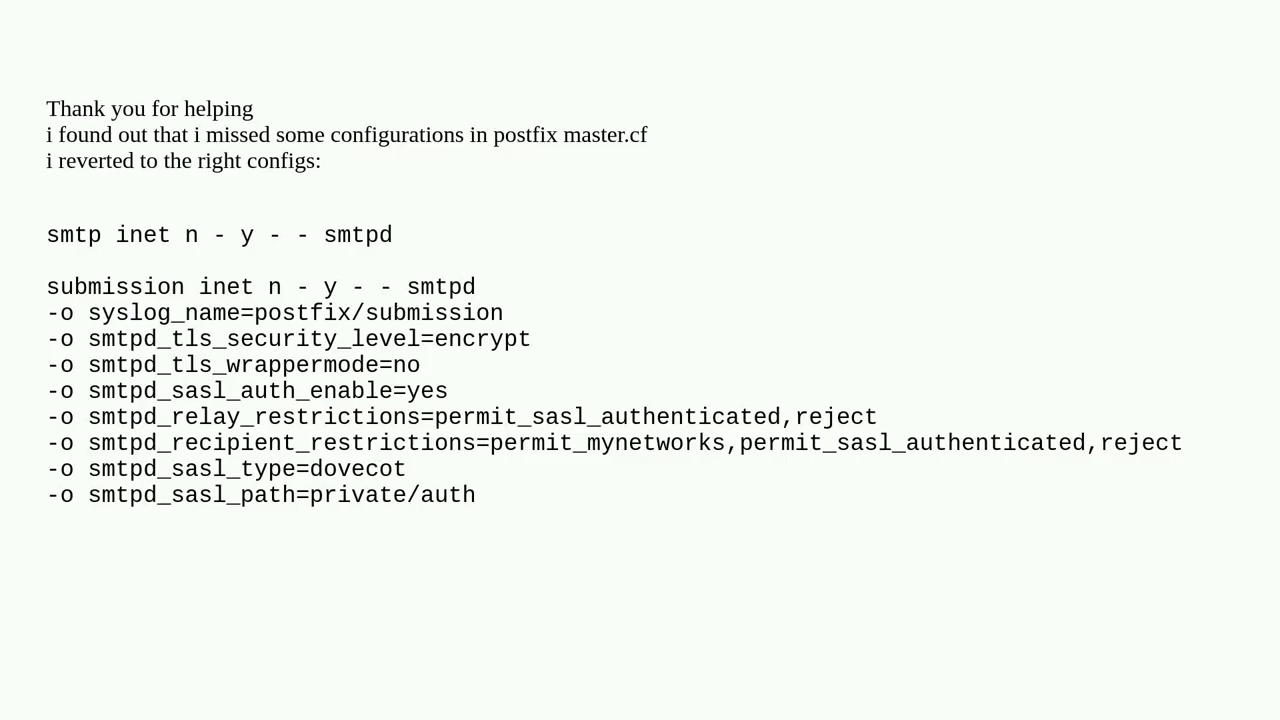 Thank you for helping
i found out that i missed some configurations in postfix master.cf
i reverted to the right configs:
smtp inet n - y - - smtpd
submission inet n - y - - smtpd
-o syslog_name=postfix/submission
-o smtpd_tls_security_level=encrypt
-o smtpd_tls_wrappermode=no
-o smtpd_sasl_auth_enable=yes
-o smtpd_relay_restrictions=permit_sasl_authenticated,reject
-o smtpd_recipient_restrictions=permit_mynetworks,permit_sasl_authenticated,reject
-o smtpd_sasl_type=dovecot
-o smtpd_sasl_path=private/auth